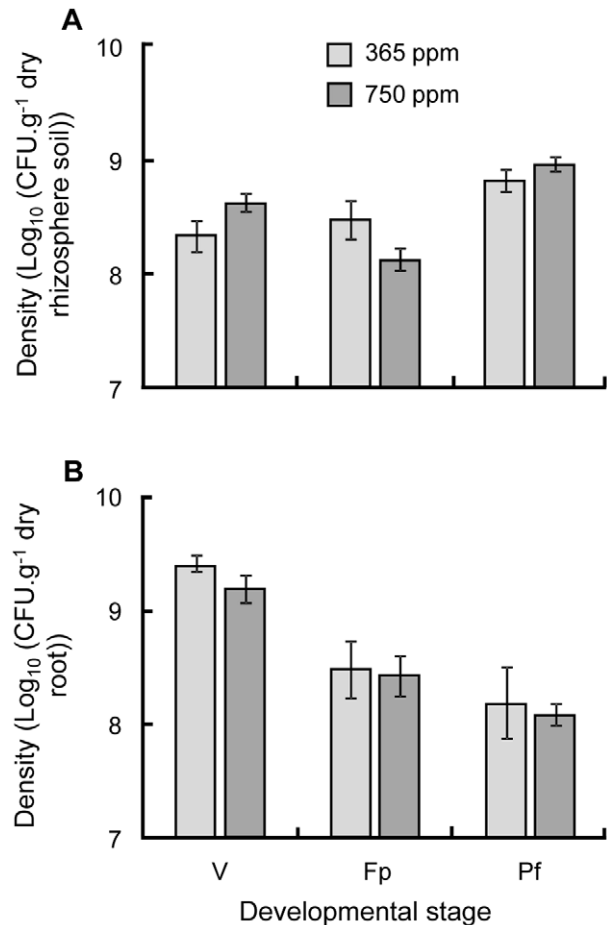 A
10
365 ppm
750 ppm
9
8
7
Density (Log₁₀ (CFU.g⁻¹ dry
rhizosphere soil))
B
10
9
8
7
Density (Log₁₀ (CFU.g⁻¹ dry
root))
V Fp Pf
Developmental stage